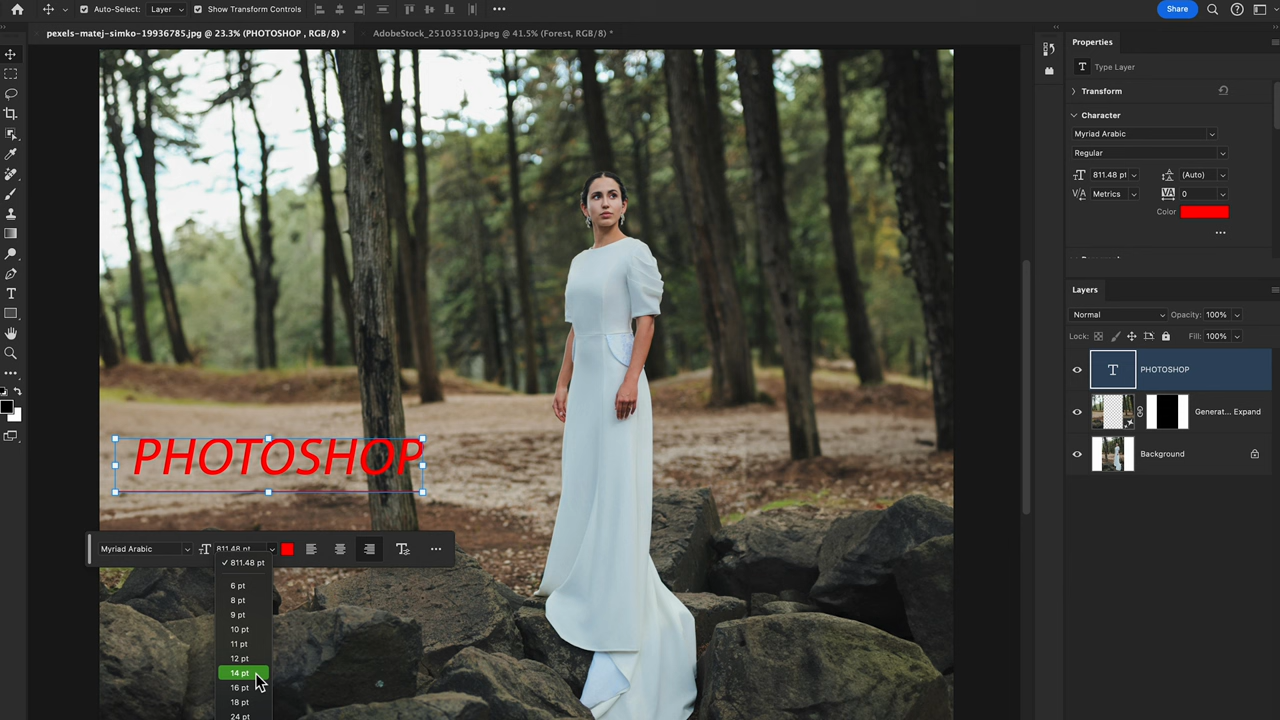 Auto-Select: Layer Show Transform Controls Share
pexels-matej-simko-19936785.jpg @ 23.3% (PHOTOSHOP , RGB/8) * AdobeStock_251035103.jpeg @ 41.5% (Forest, RGB/8) *
Properties
T Type Layer
Transform
Character
Myriad Arabic
Regular
811.48 pt (Auto)
Metrics 0
Color
Layers
Normal Opacity: 100%
Lock: Fill: 100%
T PHOTOSHOP
Generat... Expand
Background
PHOTOSHOP
Myriad Arabic 811.48 pt
✓ 811.48 pt
6 pt
8 pt
9 pt
10 pt
11 pt
12 pt
14 pt
16 pt
18 pt
24 pt